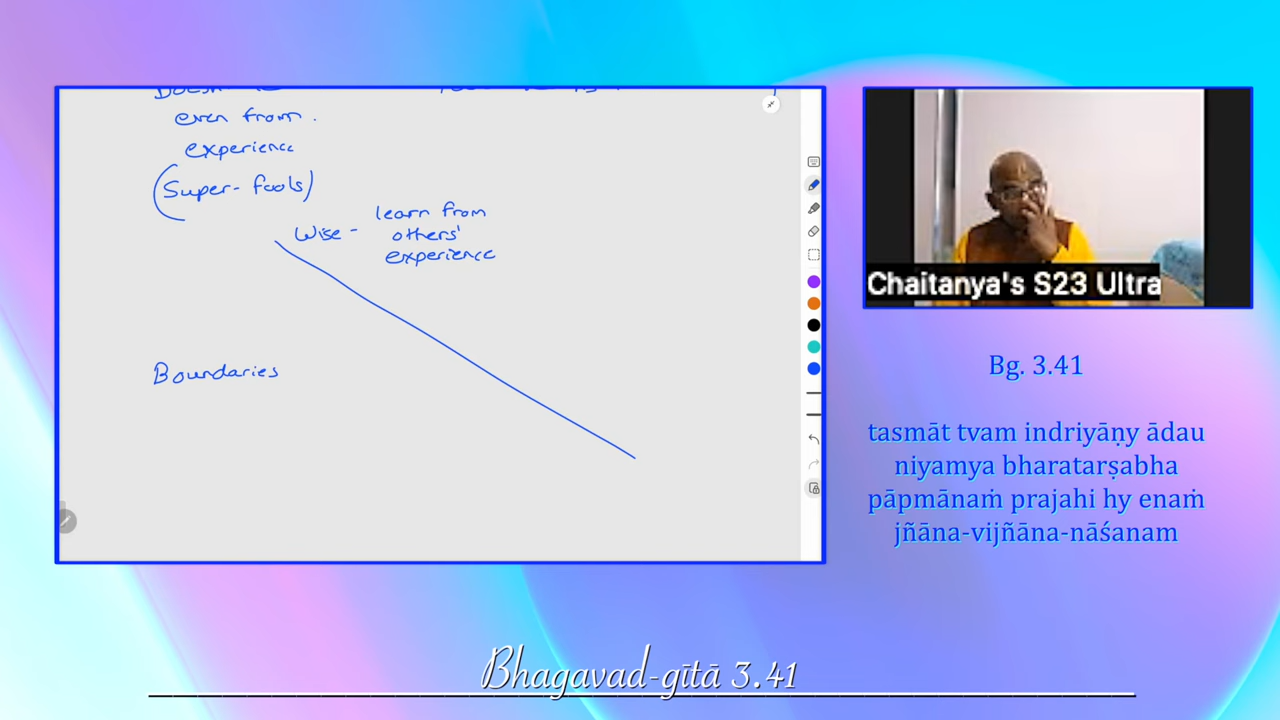 even from.
experience
(Super-fools)
Wise - learn from
others'
experience
Boundaries
Chaitanya's S23 Ultra
Bg. 3.41
tasmāt tvam indriyāṇy ādau
niyamya bharatarṣabha
pāpmānaṁ prajahi hy enaṁ
jñāna-vijñāna-nāśanam
Bhagavad-gītā 3.41